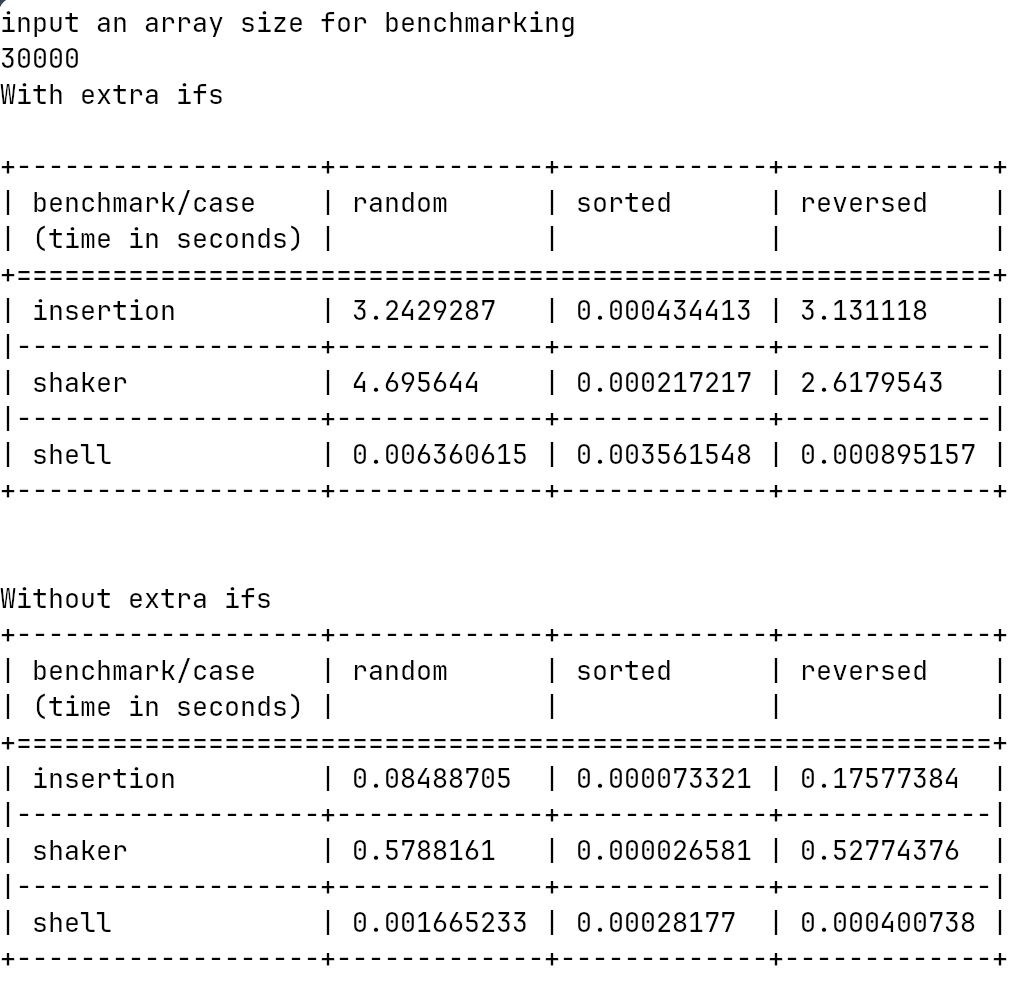 input an array size for benchmarking
30000
With extra ifs

+-------------------+-------------+-------------+-------------+
| benchmark/case    | random      | sorted      | reversed    |
| (time in seconds) |             |             |             |
+=============================================================+
| insertion         | 3.2429287   | 0.000434413 | 3.131118    |
|-------------------+-------------+-------------+-------------|
| shaker            | 4.695644    | 0.000217217 | 2.6179543   |
|-------------------+-------------+-------------+-------------|
| shell             | 0.006360615 | 0.003561548 | 0.000895157 |
+-------------------+-------------+-------------+-------------+

Without extra ifs
+-------------------+-------------+-------------+-------------+
| benchmark/case    | random      | sorted      | reversed    |
| (time in seconds) |             |             |             |
+=============================================================+
| insertion         | 0.08488705  | 0.000073321 | 0.17577384  |
|-------------------+-------------+-------------+-------------|
| shaker            | 0.5788161   | 0.000026581 | 0.52774376  |
|-------------------+-------------+-------------+-------------|
| shell             | 0.001665233 | 0.00028177  | 0.000400738 |
+-------------------+-------------+-------------+-------------+